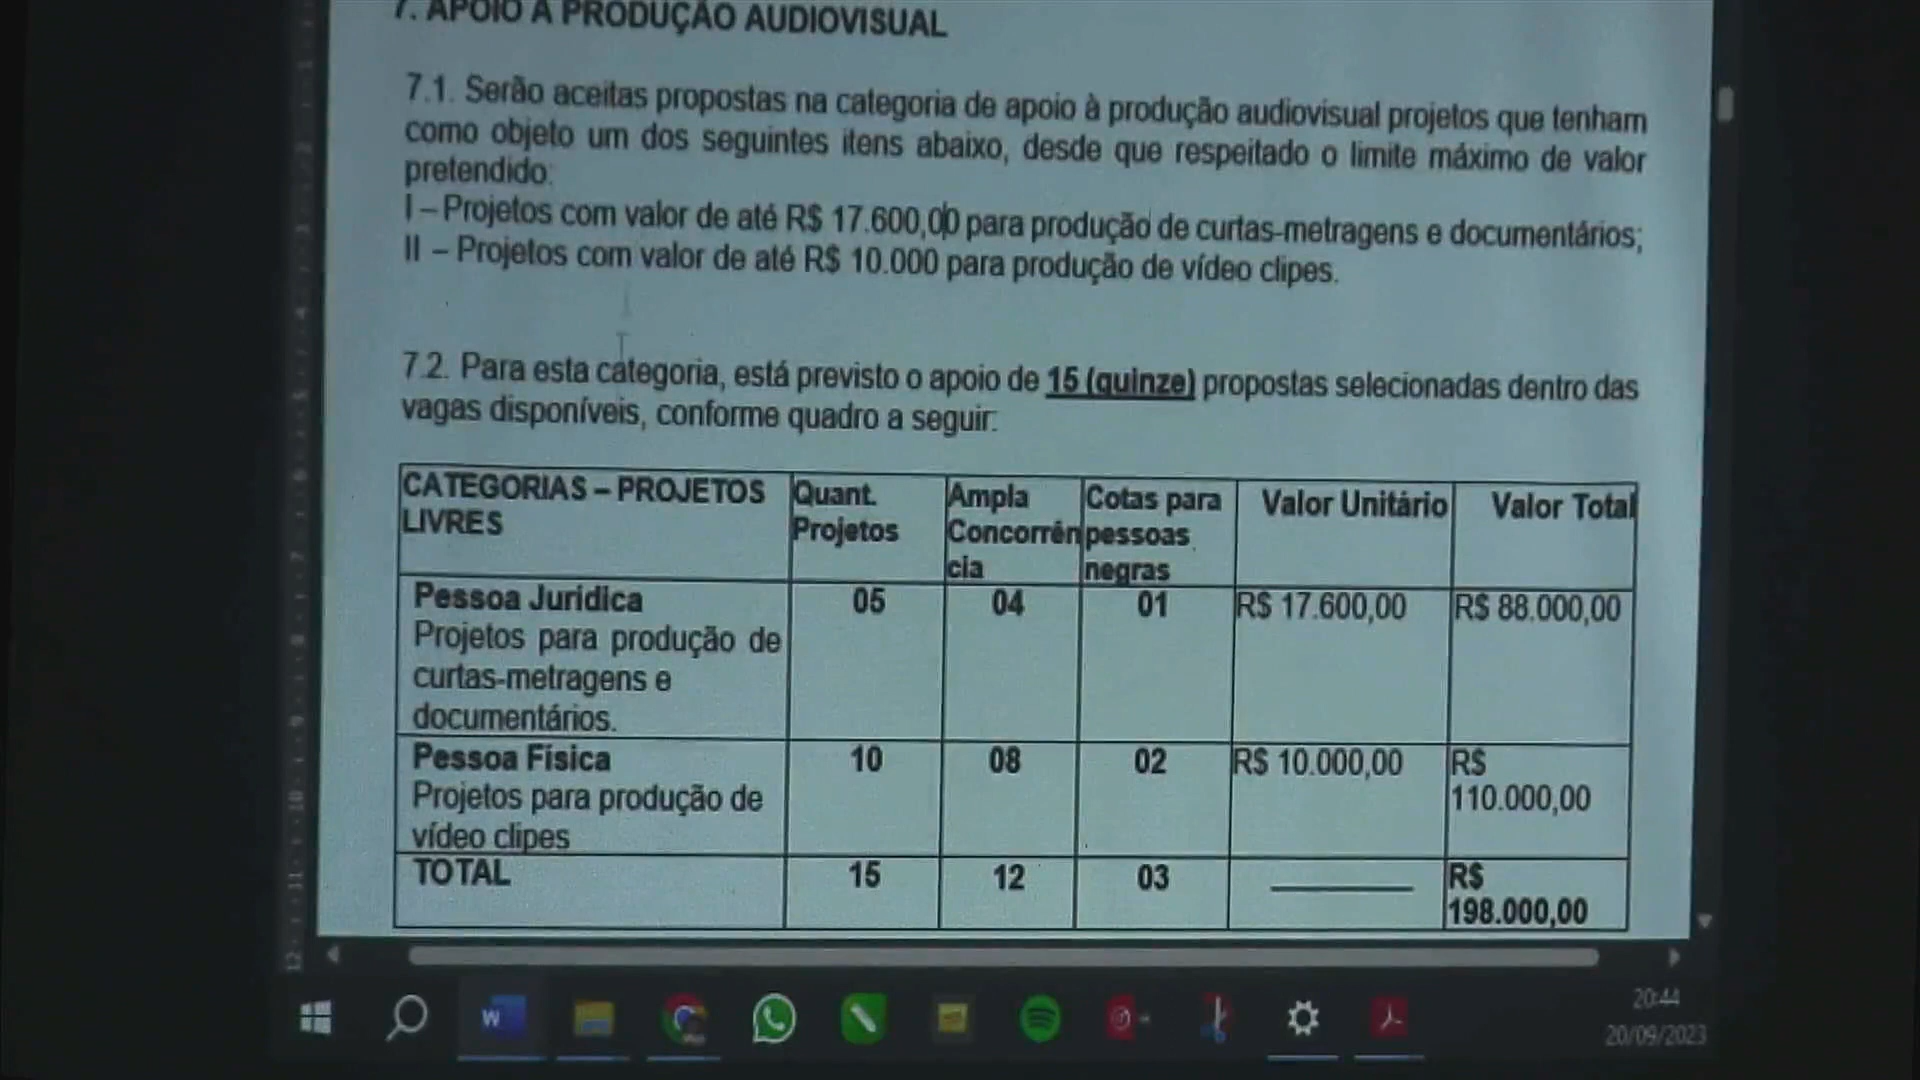 7. APOIO À PRODUÇÃO AUDIOVISUAL
7.1. Serão aceitas propostas na categoria de apoio à produção audiovisual projetos que tenham
como objeto um dos seguintes itens abaixo, desde que respeitado o limite máximo de valor
pretendido:
I – Projetos com valor de até R$ 17.600,00 para produção de curtas-metragens e documentários;
II – Projetos com valor de até R$ 10.000 para produção de vídeo clipes.
7.2. Para esta categoria, está previsto o apoio de 15 (quinze) propostas selecionadas dentro das
vagas disponíveis, conforme quadro a seguir:
CATEGORIAS – PROJETOS LIVRES
Quant. Projetos
Ampla Concorrência
Cotas para pessoas negras
Valor Unitário
Valor Total
Pessoa Jurídica
Projetos para produção de
curtas-metragens e
documentários.
05
04
01
R$ 17.600,00
R$ 88.000,00
Pessoa Física
Projetos para produção de
vídeo clipes
10
08
02
R$ 10.000,00
R$
110.000,00
TOTAL
15
12
03
R$
198.000,00
20:44
20/09/2023